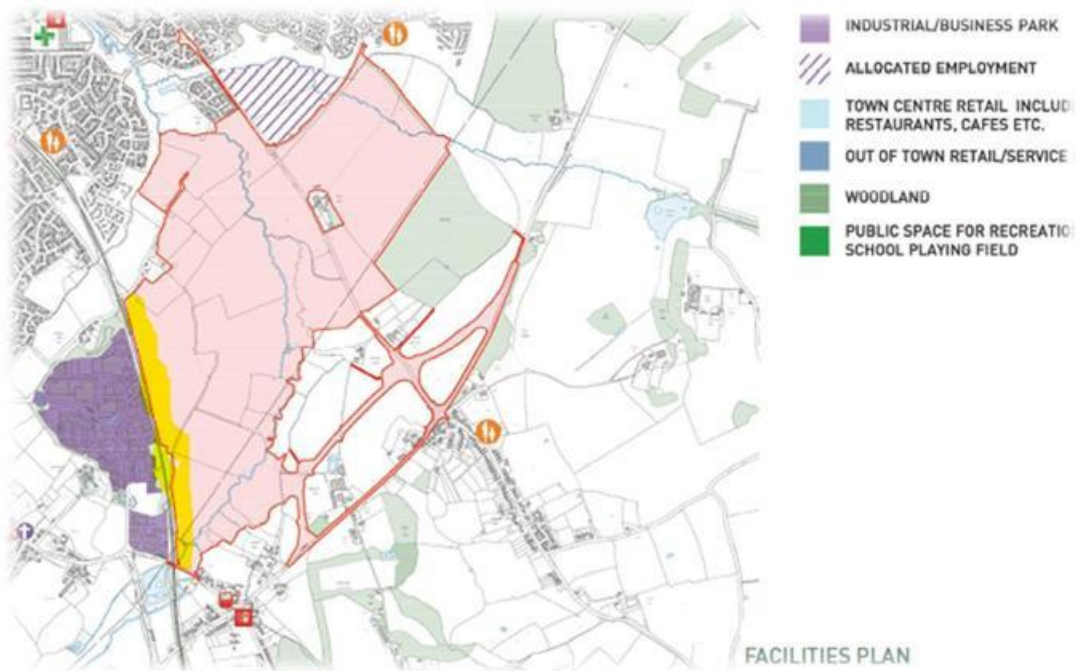 INDUSTRIAL/BUSINESS PARK
ALLOCATED EMPLOYMENT
TOWN CENTRE RETAIL INCLUD
RESTAURANTS, CAFES ETC.
OUT OF TOWN RETAIL/SERVICE
WOODLAND
PUBLIC SPACE FOR RECREATIO
SCHOOL PLAYING FIELD
FACILITIES PLAN